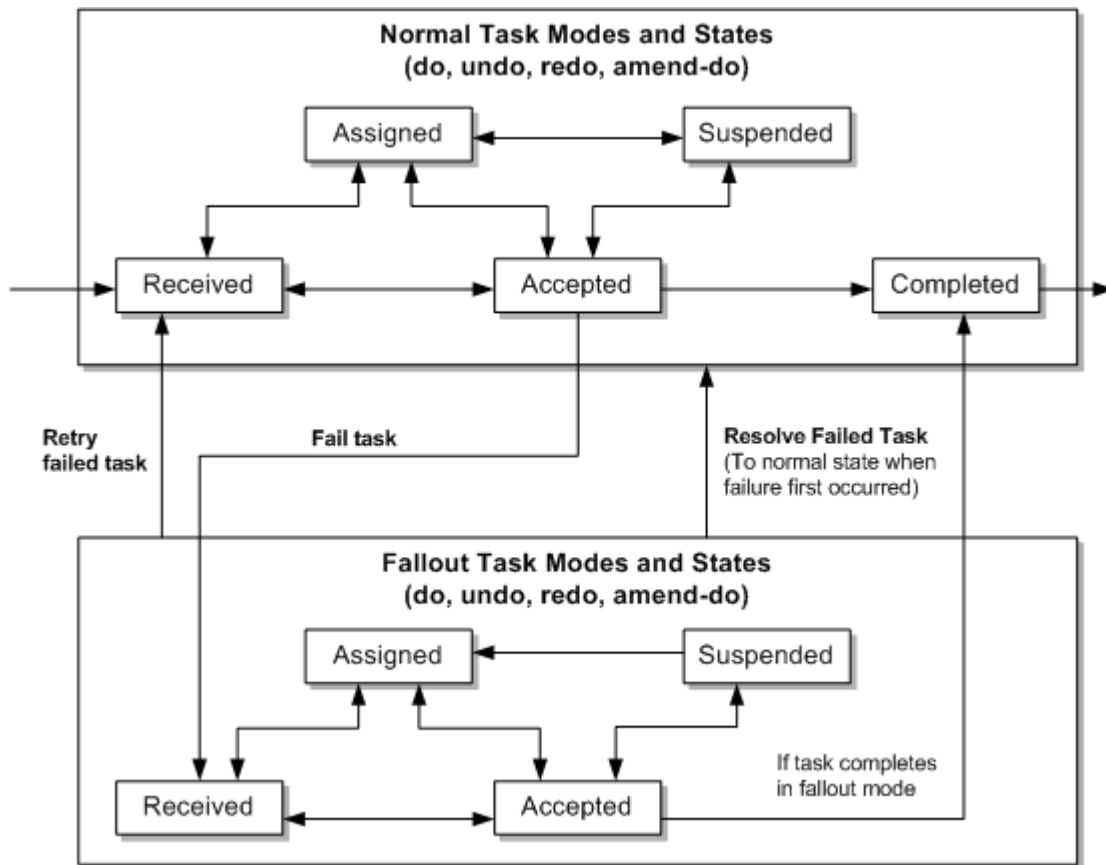 Normal Task Modes and States
(do, undo, redo, amend-do)
Assigned
Suspended
Received
Accepted
Completed
Retry
failed task
Fail task
Resolve Failed Task
(To normal state when
failure first occurred)
Fallout Task Modes and States
(do, undo, redo, amend-do)
Assigned
Suspended
If task completes
in fallout mode
Received
Accepted